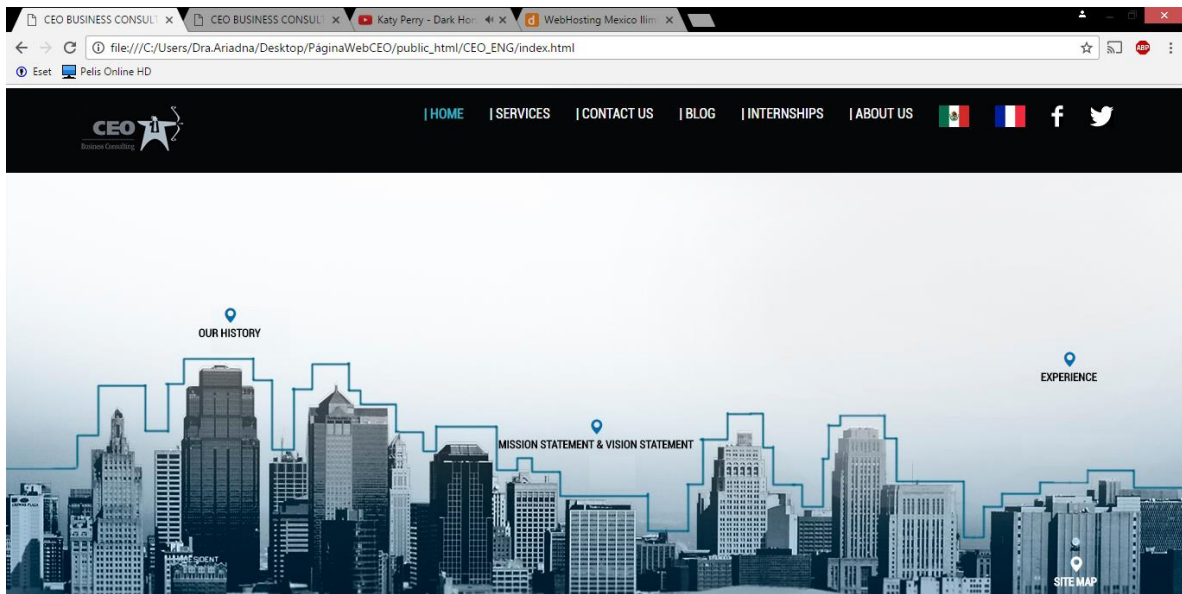 CEO BUSINESS CONSULT
CEO BUSINESS CONSULT
Katy Perry - Dark Hor
WebHosting Mexico Ilim
file:///C:/Users/Dra.Ariadna/Desktop/PáginaWebCEO/public_html/CEO_ENG/index.html
ABP
Eset
Pelis Online HD
CEO
Business Consulting
| HOME | SERVICES | CONTACT US | BLOG | INTERNSHIPS | ABOUT US
OUR HISTORY
EXPERIENCE
MISSION STATEMENT & VISION STATEMENT
SITE MAP